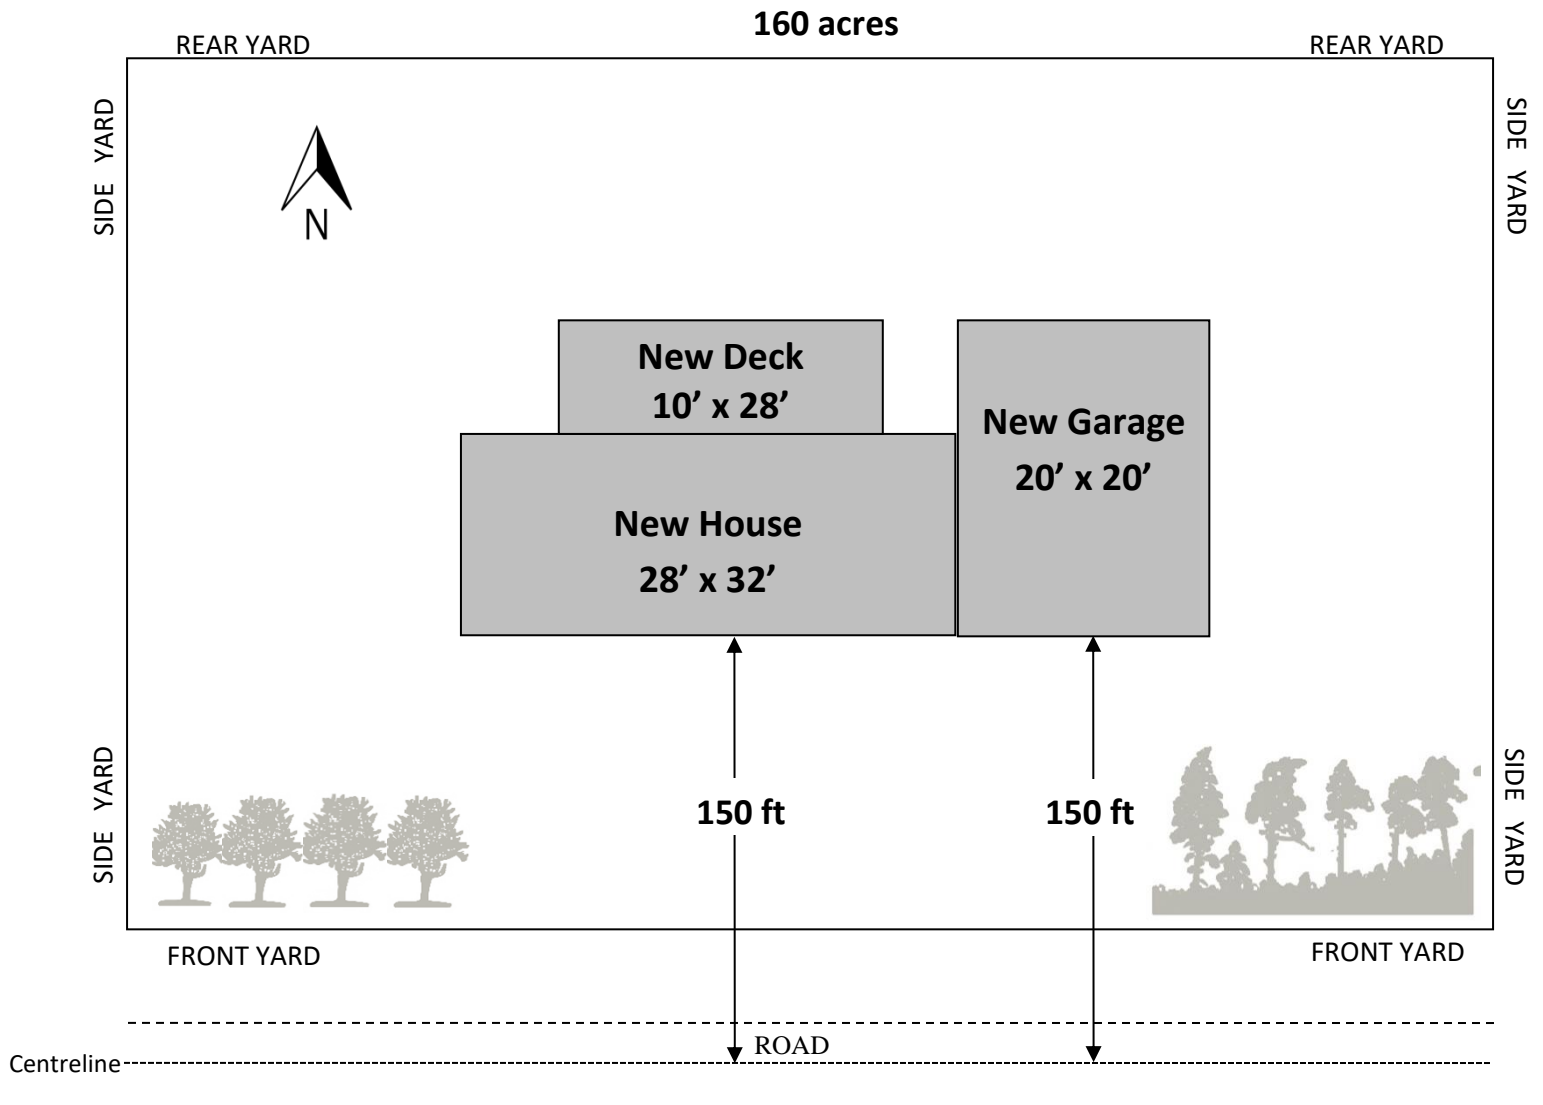 160 acres
REAR YARD
REAR YARD
SIDE YARD
SIDE YARD
N
New Deck
10’ x 28’
New Garage
20’ x 20’
New House
28’ x 32’
SIDE YARD
SIDE YARD
150 ft
150 ft
FRONT YARD
FRONT YARD
ROAD
Centreline